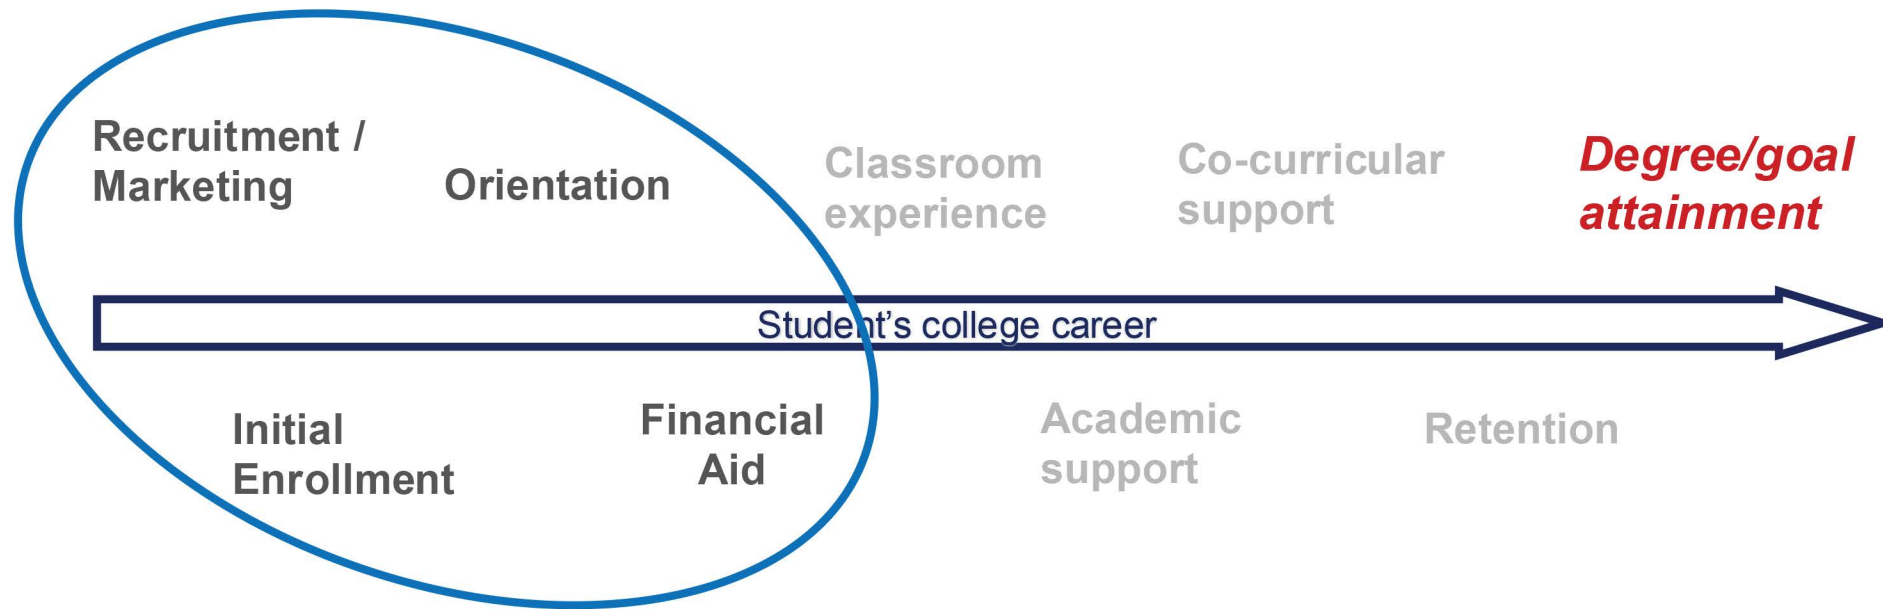 Recruitment /
Marketing
Orientation
Classroom
experience
Co-curricular
support
Degree/goal
attainment
Student's college career
Initial
Enrollment
Financial
Aid
Academic
support
Retention